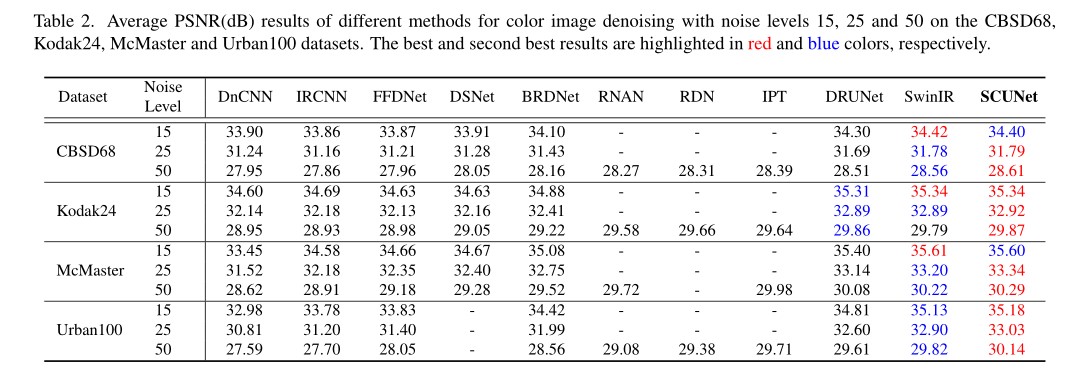 Table 2. Average PSNR(dB) results of different methods for color image denoising with noise levels 15, 25 and 50 on the CBSD68,
Kodak24, McMaster and Urban100 datasets. The best and second best results are highlighted in red and blue colors, respectively.
Dataset Noise Level DnCNN IRCNN FFDNet DSNet BRDNet RNAN RDN IPT DRUNet SwinIR SCUNet
15 33.90 33.86 33.87 33.91 34.10 - - - 34.30 34.42 34.40
CBSD68 25 31.24 31.16 31.21 31.28 31.43 - - - 31.69 31.78 31.79
50 27.95 27.86 27.96 28.05 28.16 28.27 28.31 28.39 28.51 28.56 28.61
15 34.60 34.69 34.63 34.63 34.88 - - - 35.31 35.34 35.34
Kodak24 25 32.14 32.18 32.13 32.16 32.41 - - - 32.89 32.89 32.92
50 28.95 28.93 28.98 29.05 29.22 29.58 29.66 29.64 29.86 29.79 29.87
15 33.45 34.58 34.66 34.67 35.08 - - - 35.40 35.61 35.60
McMaster 25 31.52 32.18 32.35 32.40 32.75 - - - 33.14 33.20 33.34
50 28.62 28.91 29.18 29.28 29.52 29.72 - 29.98 30.08 30.22 30.29
15 32.98 33.78 33.83 - 34.42 - - - 34.81 35.13 35.18
Urban100 25 30.81 31.20 31.40 - 31.99 - - - 32.60 32.90 33.03
50 27.59 27.70 28.05 - 28.56 29.08 29.38 29.71 29.61 29.82 30.14